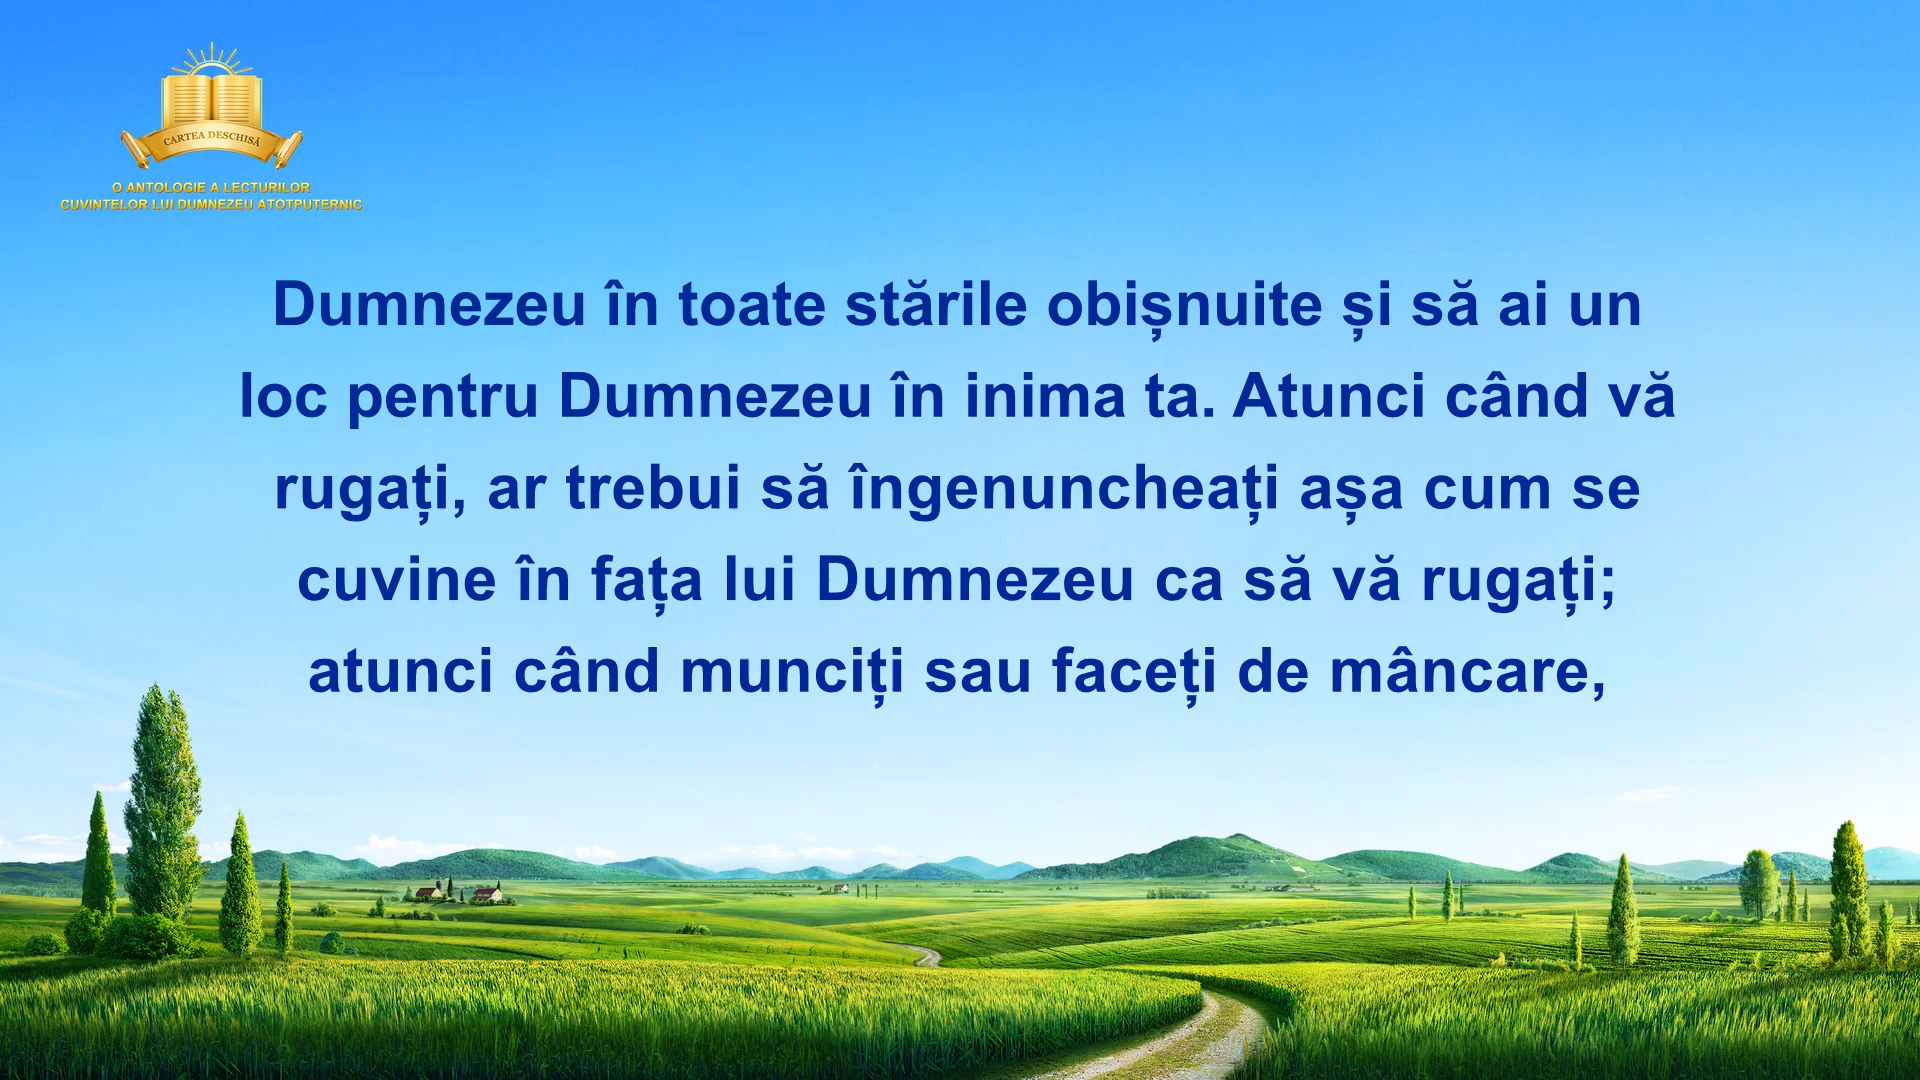 CARTEA DESCHISĂ
O ANTOLOGIE A LECTURILOR
CUVINTELOR LUI DUMNEZEU ATOTPUTERNIC
Dumnezeu în toate stările obișnuite și să ai un
loc pentru Dumnezeu în inima ta. Atunci când vă
rugați, ar trebui să îngenuncheați așa cum se
cuvine în fața lui Dumnezeu ca să vă rugați;
atunci când munciți sau faceți de mâncare,